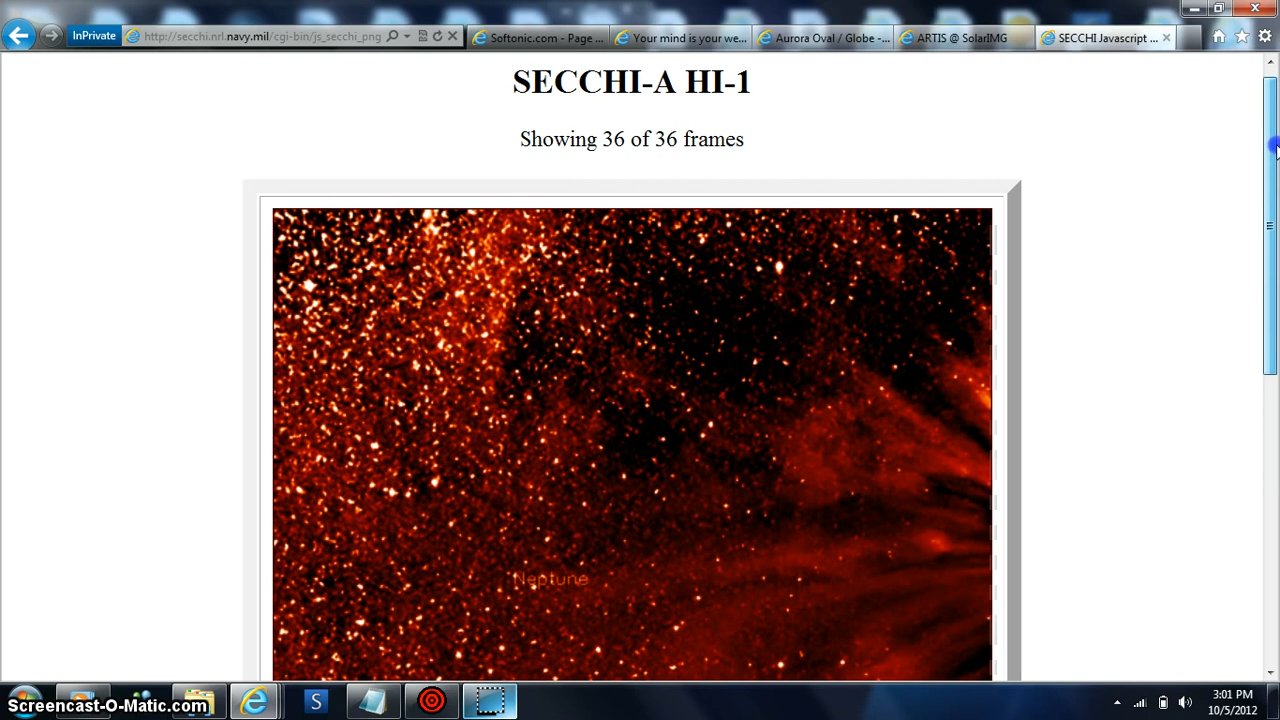 InPrivate
http://secchi.nrl.navy.mil/cgi-bin/js_secchi_png
Softonic.com - Page ...
Your mind is your we...
Aurora Oval / Globe -...
ARTIS @ SolarIMG
SECCHI Javascript ...
SECCHI-A HI-1
Showing 36 of 36 frames
Neptune
S
3:01 PM
10/5/2012
Screencast-O-Matic.com